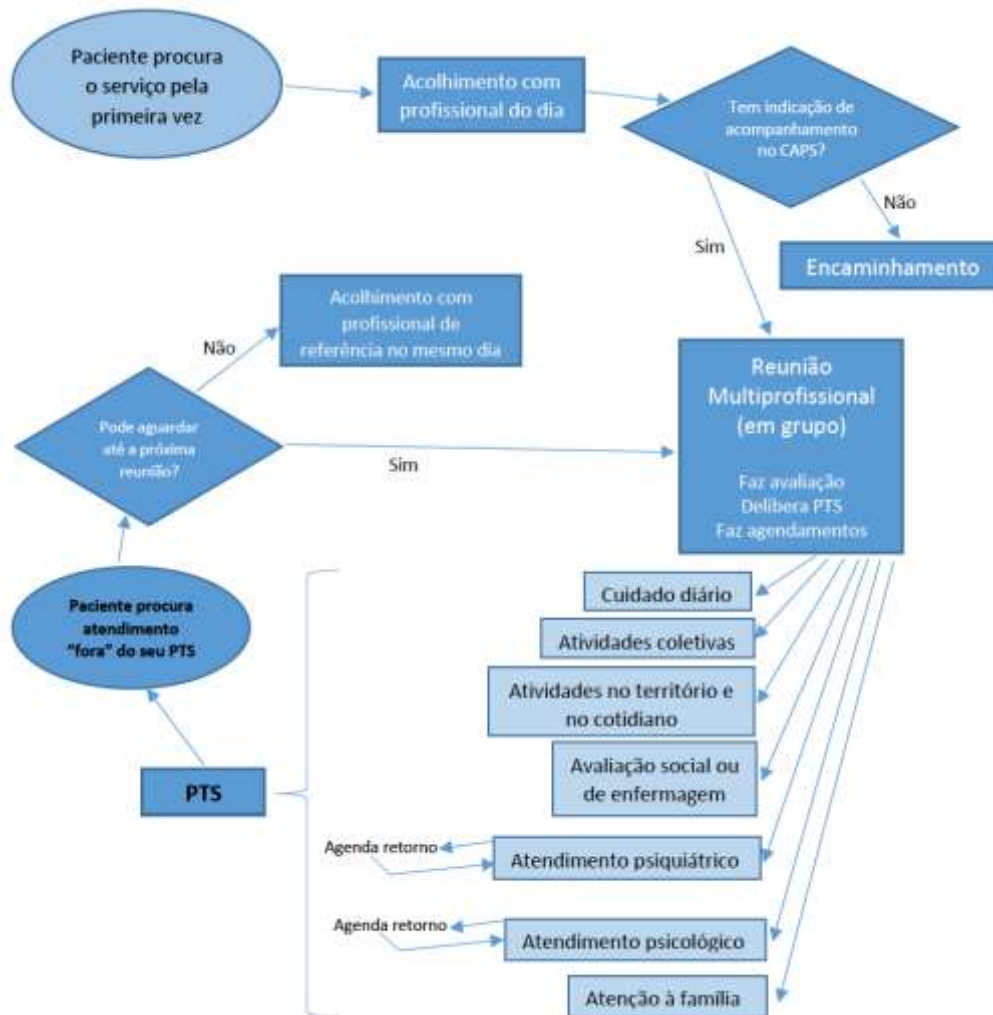 Paciente procura
o serviço pela
primeira vez
Acolhimento com
profissional do dia
Tem indicação de
acompanhamento
no CAPS?
Não
Sim
Encaminhamento
Acolhimento com
profissional de
referência no mesmo dia
Não
Pode aguardar
até a próxima
reunião?
Sim
Reunião
Multiprofissional
(em grupo)
Faz avaliação
Delibera PTS
Faz agendamentos
Paciente procura
atendimento
"fora" do seu PTS
PTS
Cuidado diário
Atividades coletivas
Atividades no território e
no cotidiano
Avaliação social ou
de enfermagem
Agenda retorno
Atendimento psiquiátrico
Agenda retorno
Atendimento psicológico
Atenção à família